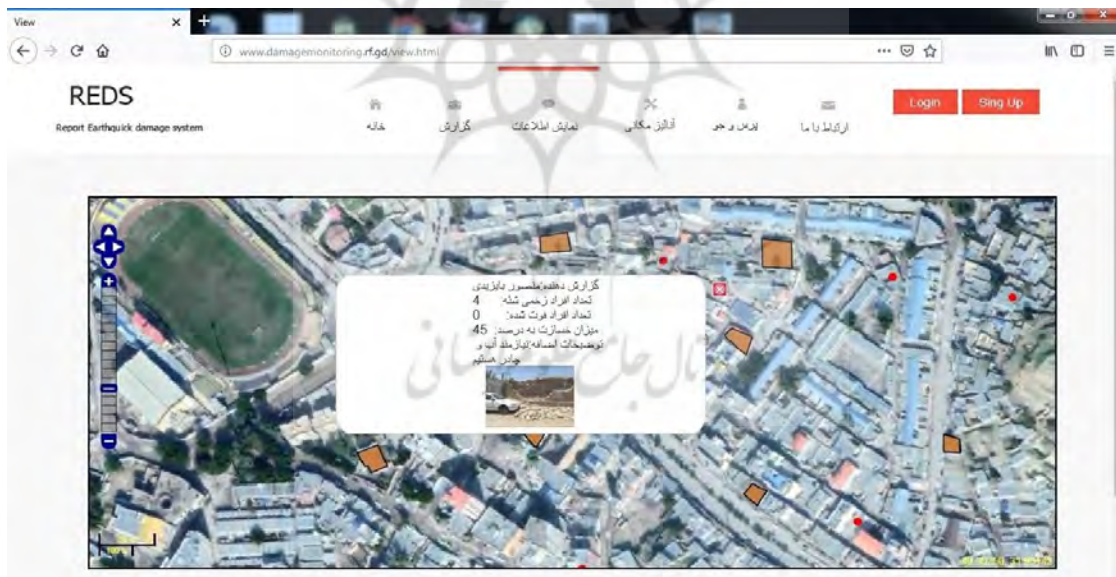 View
www.damagemonitoring.rf.gd/view.html
REDS
Report Earthquick damage system
خانه
گزارش
نمایش اطلاعات
آنالیز مکانی
پرس و جو
ارتباط با ما
Login
Sing Up
گزارش دهنده:منصور بایزیدی
تعداد افراد زخمی شده: 4
تعداد افراد فوت شده: 0
میزان خسارت به درصد: 45
توضیحات اضافه:نیازمند آب و
چادر هستیم